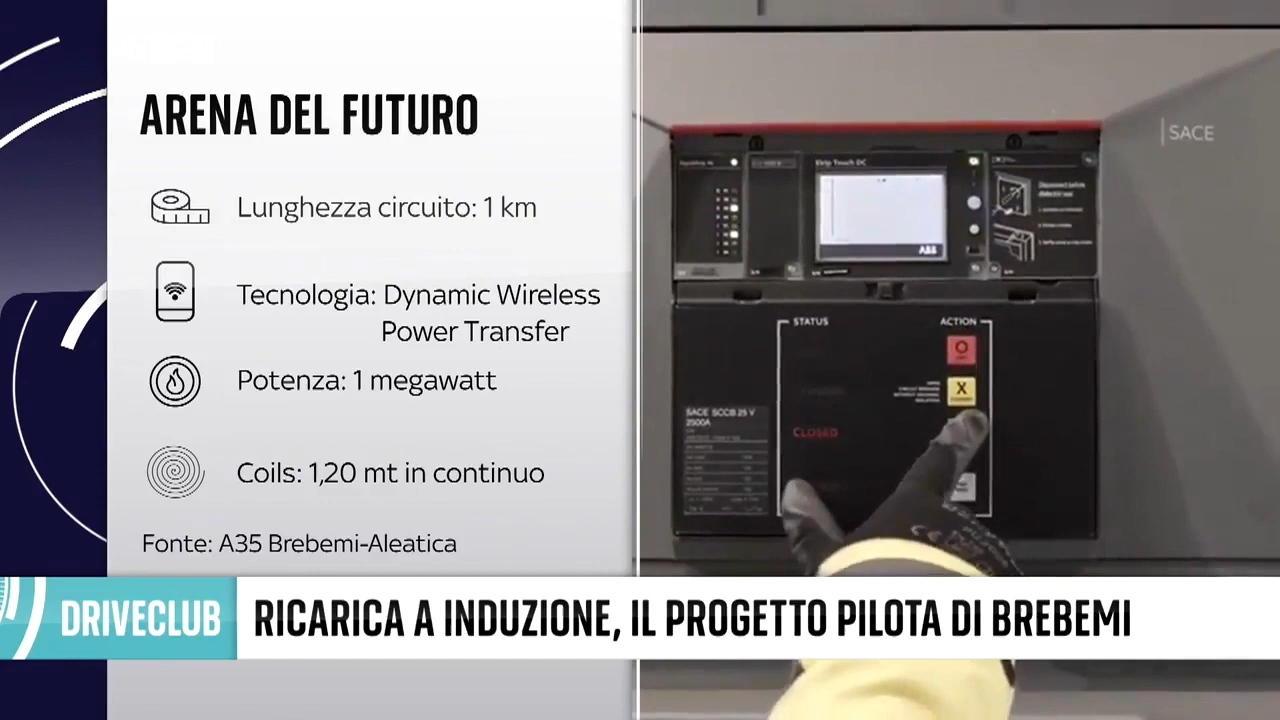 ARENA DEL FUTURO
Lunghezza circuito: 1 km
Tecnologia: Dynamic Wireless
Power Transfer
Potenza: 1 megawatt
Coils: 1,20 mt in continuo
Fonte: A35 Brebemi-Aleatica
SACE
Ekip Touch DC
ABB
STATUS
ACTION
O
X
CLOSED
SACE SCCB 25 V
2500A
CE
DRIVECLUB
RICARICA A INDUZIONE, IL PROGETTO PILOTA DI BREBEMI